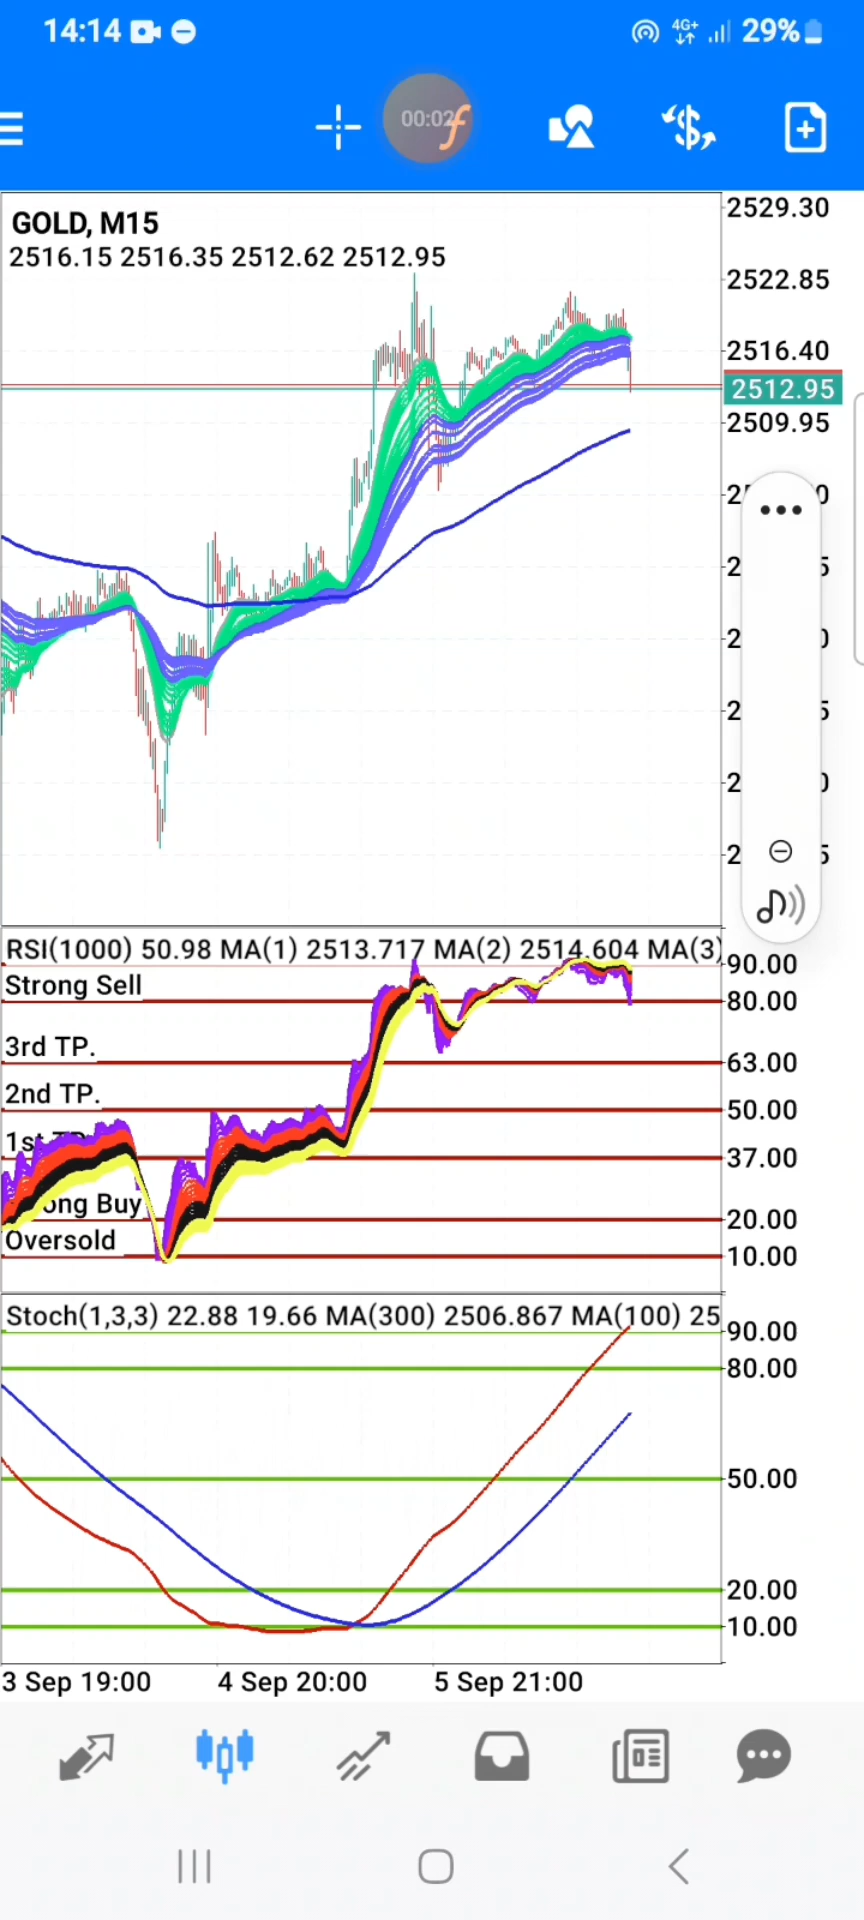 14:14 4G+ 29%
00:02 f
GOLD, M15
2516.15 2516.35 2512.62 2512.95
2529.30
2522.85
2516.40
2512.95
2509.95
RSI(1000) 50.98 MA(1) 2513.717 MA(2) 2514.604 MA(3)
90.00
Strong Sell
80.00
3rd TP.
63.00
2nd TP.
50.00
1st TP.
37.00
ong Buy
20.00
Oversold
10.00
Stoch(1,3,3) 22.88 19.66 MA(300) 2506.867 MA(100) 25
90.00
80.00
50.00
20.00
10.00
3 Sep 19:00 4 Sep 20:00 5 Sep 21:00